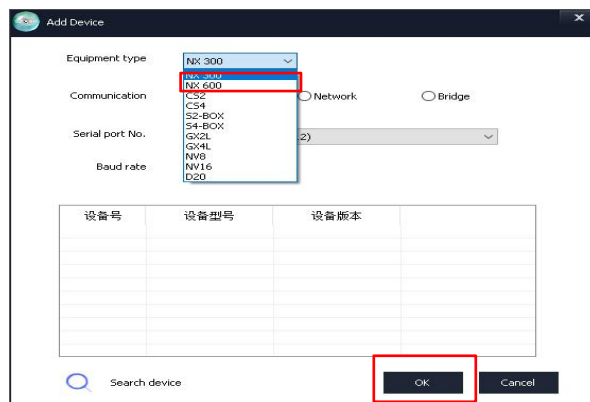 Add Device
×
Equipment type
NX 300
NX 300
NX 600
CS2
CS4
S2-BOX
S4-BOX
GX2L
GX4L
NV8
NV16
D20
Communication
Network
Bridge
Serial port No.
2)
Baud rate
设备号 设备型号 设备版本
Search device
OK
Cancel